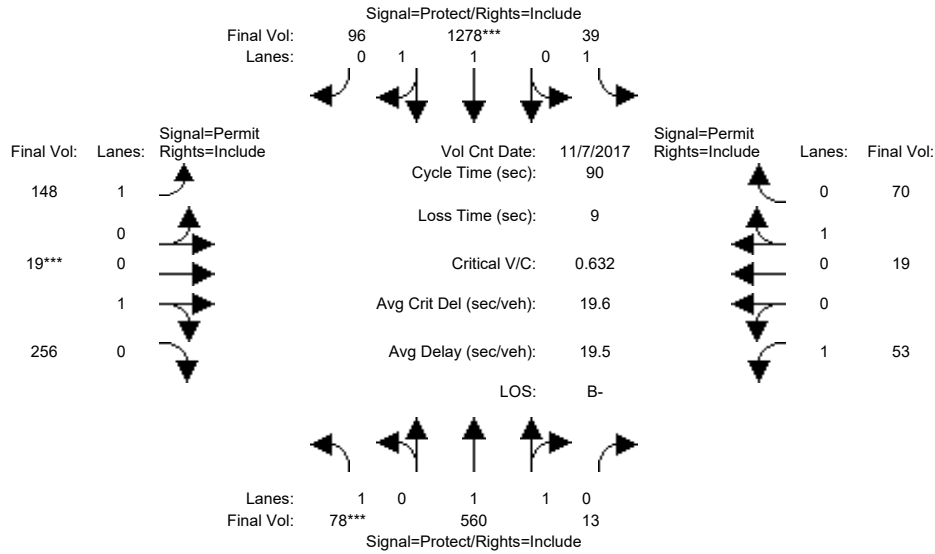 Signal=Protect/Rights=Include
Final Vol: 96 1278*** 39
Lanes: 0 1 1 0 1
Signal=Permit Signal=Permit
Final Vol: Lanes: Rights=Include Vol Cnt Date: 11/7/2017 Rights=Include Lanes: Final Vol:
Cycle Time (sec): 90
148 1 0 70
Loss Time (sec): 9
0 1
19*** 0 Critical V/C: 0.632 0 19
1 Avg Crit Del (sec/veh): 19.6 0
256 0 Avg Delay (sec/veh): 19.5 1 53
LOS: B-
Lanes: 1 0 1 1 0
Final Vol: 78*** 560 13
Signal=Protect/Rights=Include